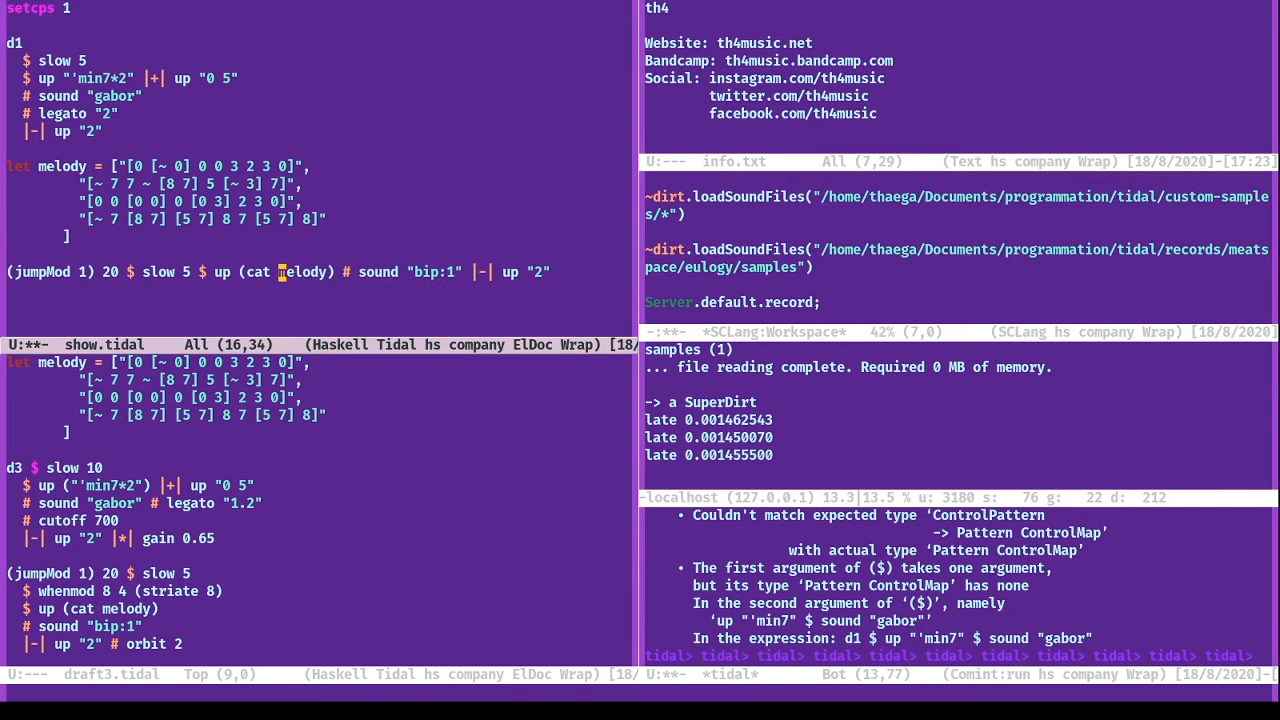 setcps 1
d1
  $ slow 5
  $ up "'min7*2" |+| up "0 5"
  # sound "gabor"
  # legato "2"
  |-| up "2"
let melody = ["[0 [~ 0] 0 0 3 2 3 0]",
         "[~ 7 7 ~ [8 7] 5 [~ 3] 7]",
         "[0 0 [0 0] 0 [0 3] 2 3 0]",
         "[~ 7 [8 7] [5 7] 8 7 [5 7] 8]"
       ]
(jumpMod 1) 20 $ slow 5 $ up (cat melody) # sound "bip:1" |-| up "2"
U:**-  show.tidal     All (16,34)    (Haskell Tidal hs company ElDoc Wrap) [18/
let melody = ["[0 [~ 0] 0 0 3 2 3 0]",
         "[~ 7 7 ~ [8 7] 5 [~ 3] 7]",
         "[0 0 [0 0] 0 [0 3] 2 3 0]",
         "[~ 7 [8 7] [5 7] 8 7 [5 7] 8]"
       ]
d3 $ slow 10
  $ up ("'min7*2") |+| up "0 5"
  # sound "gabor" # legato "1.2"
  # cutoff 700
  |-| up "2" |*| gain 0.65
(jumpMod 1) 20 $ slow 5
  $ whenmod 8 4 (striate 8)
  $ up (cat melody)
  # sound "bip:1"
  |-| up "2" # orbit 2
U:---  draft3.tidal   Top (9,0)      (Haskell Tidal hs company ElDoc Wrap) [18/
th4
Website: th4music.net
Bandcamp: th4music.bandcamp.com
Social: instagram.com/th4music
        twitter.com/th4music
        facebook.com/th4music
U:---  info.txt       All (7,29)     (Text hs company Wrap) [18/8/2020]-[17:23]
~dirt.loadSoundFiles("/home/thaega/Documents/programmation/tidal/custom-sample
s/*")
~dirt.loadSoundFiles("/home/thaega/Documents/programmation/tidal/records/meats
pace/eulogy/samples")
Server.default.record;
-:**-  *SCLang:Workspace*   42% (7,0)      (SCLang hs company Wrap) [18/8/2020]
samples (1)
... file reading complete. Required 0 MB of memory.
-> a SuperDirt
late 0.001462543
late 0.001450070
late 0.001455500
-localhost (127.0.0.1) 13.3|13.5 % u: 3180 s:   76 g:   22 d:  212
      • Couldn't match expected type ‘ControlPattern
                                      -> Pattern ControlMap’
                    with actual type ‘Pattern ControlMap’
      • The first argument of ($) takes one argument,
        but its type ‘Pattern ControlMap’ has none
        In the second argument of ‘($)’, namely
          ‘up "'min7" $ sound "gabor"’
        In the expression: d1 $ up "'min7" $ sound "gabor"
tidal> tidal> tidal> tidal> tidal> tidal> tidal> tidal> tidal> tidal> tidal>
U:**-  *tidal*        Bot (13,77)    (Comint:run hs company Wrap) [18/8/2020]-[